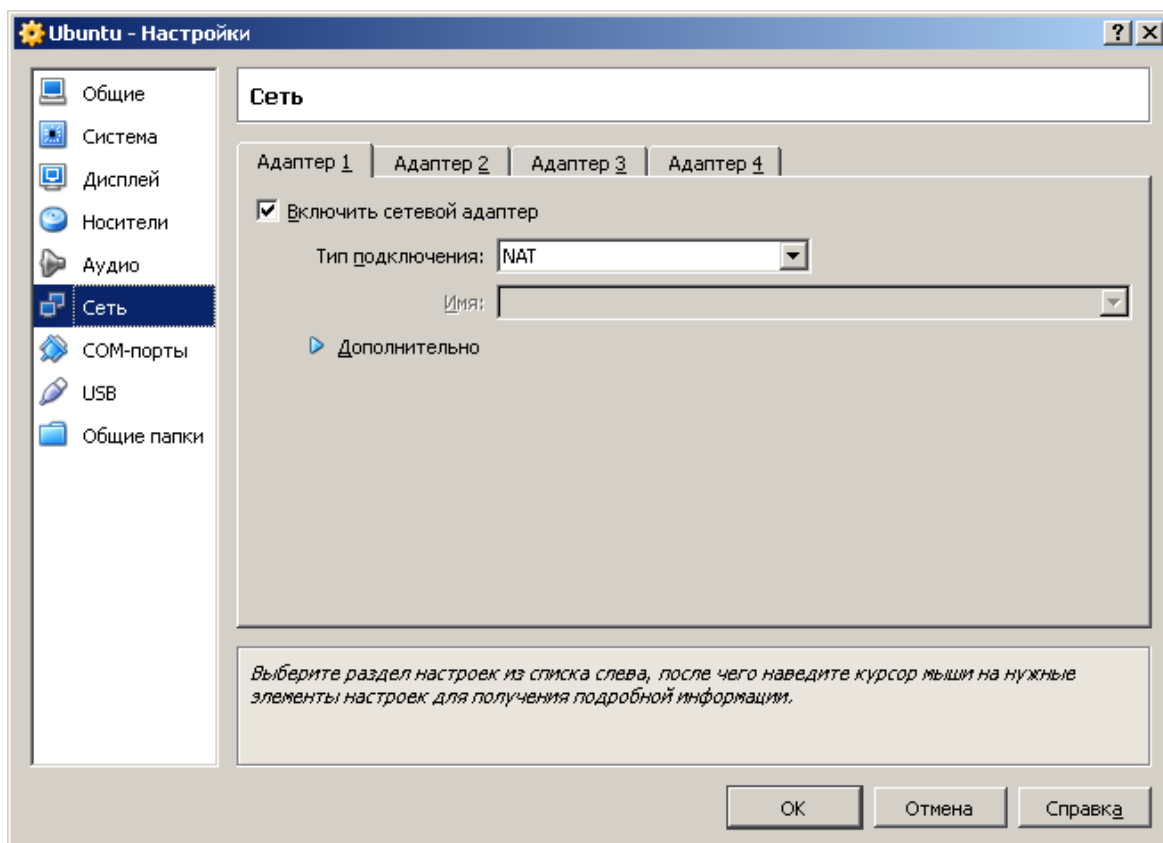 Ubuntu - Настройки
Общие
Система
Дисплей
Носители
Аудио
Сеть
COM-порты
USB
Общие папки
Сеть
Адаптер 1 Адаптер 2 Адаптер 3 Адаптер 4
Включить сетевой адаптер
Тип подключения: NAT
Имя:
Дополнительно
Выберите раздел настроек из списка слева, после чего наведите курсор мыши на нужные
элементы настроек для получения подробной информации.
OK Отмена Справка